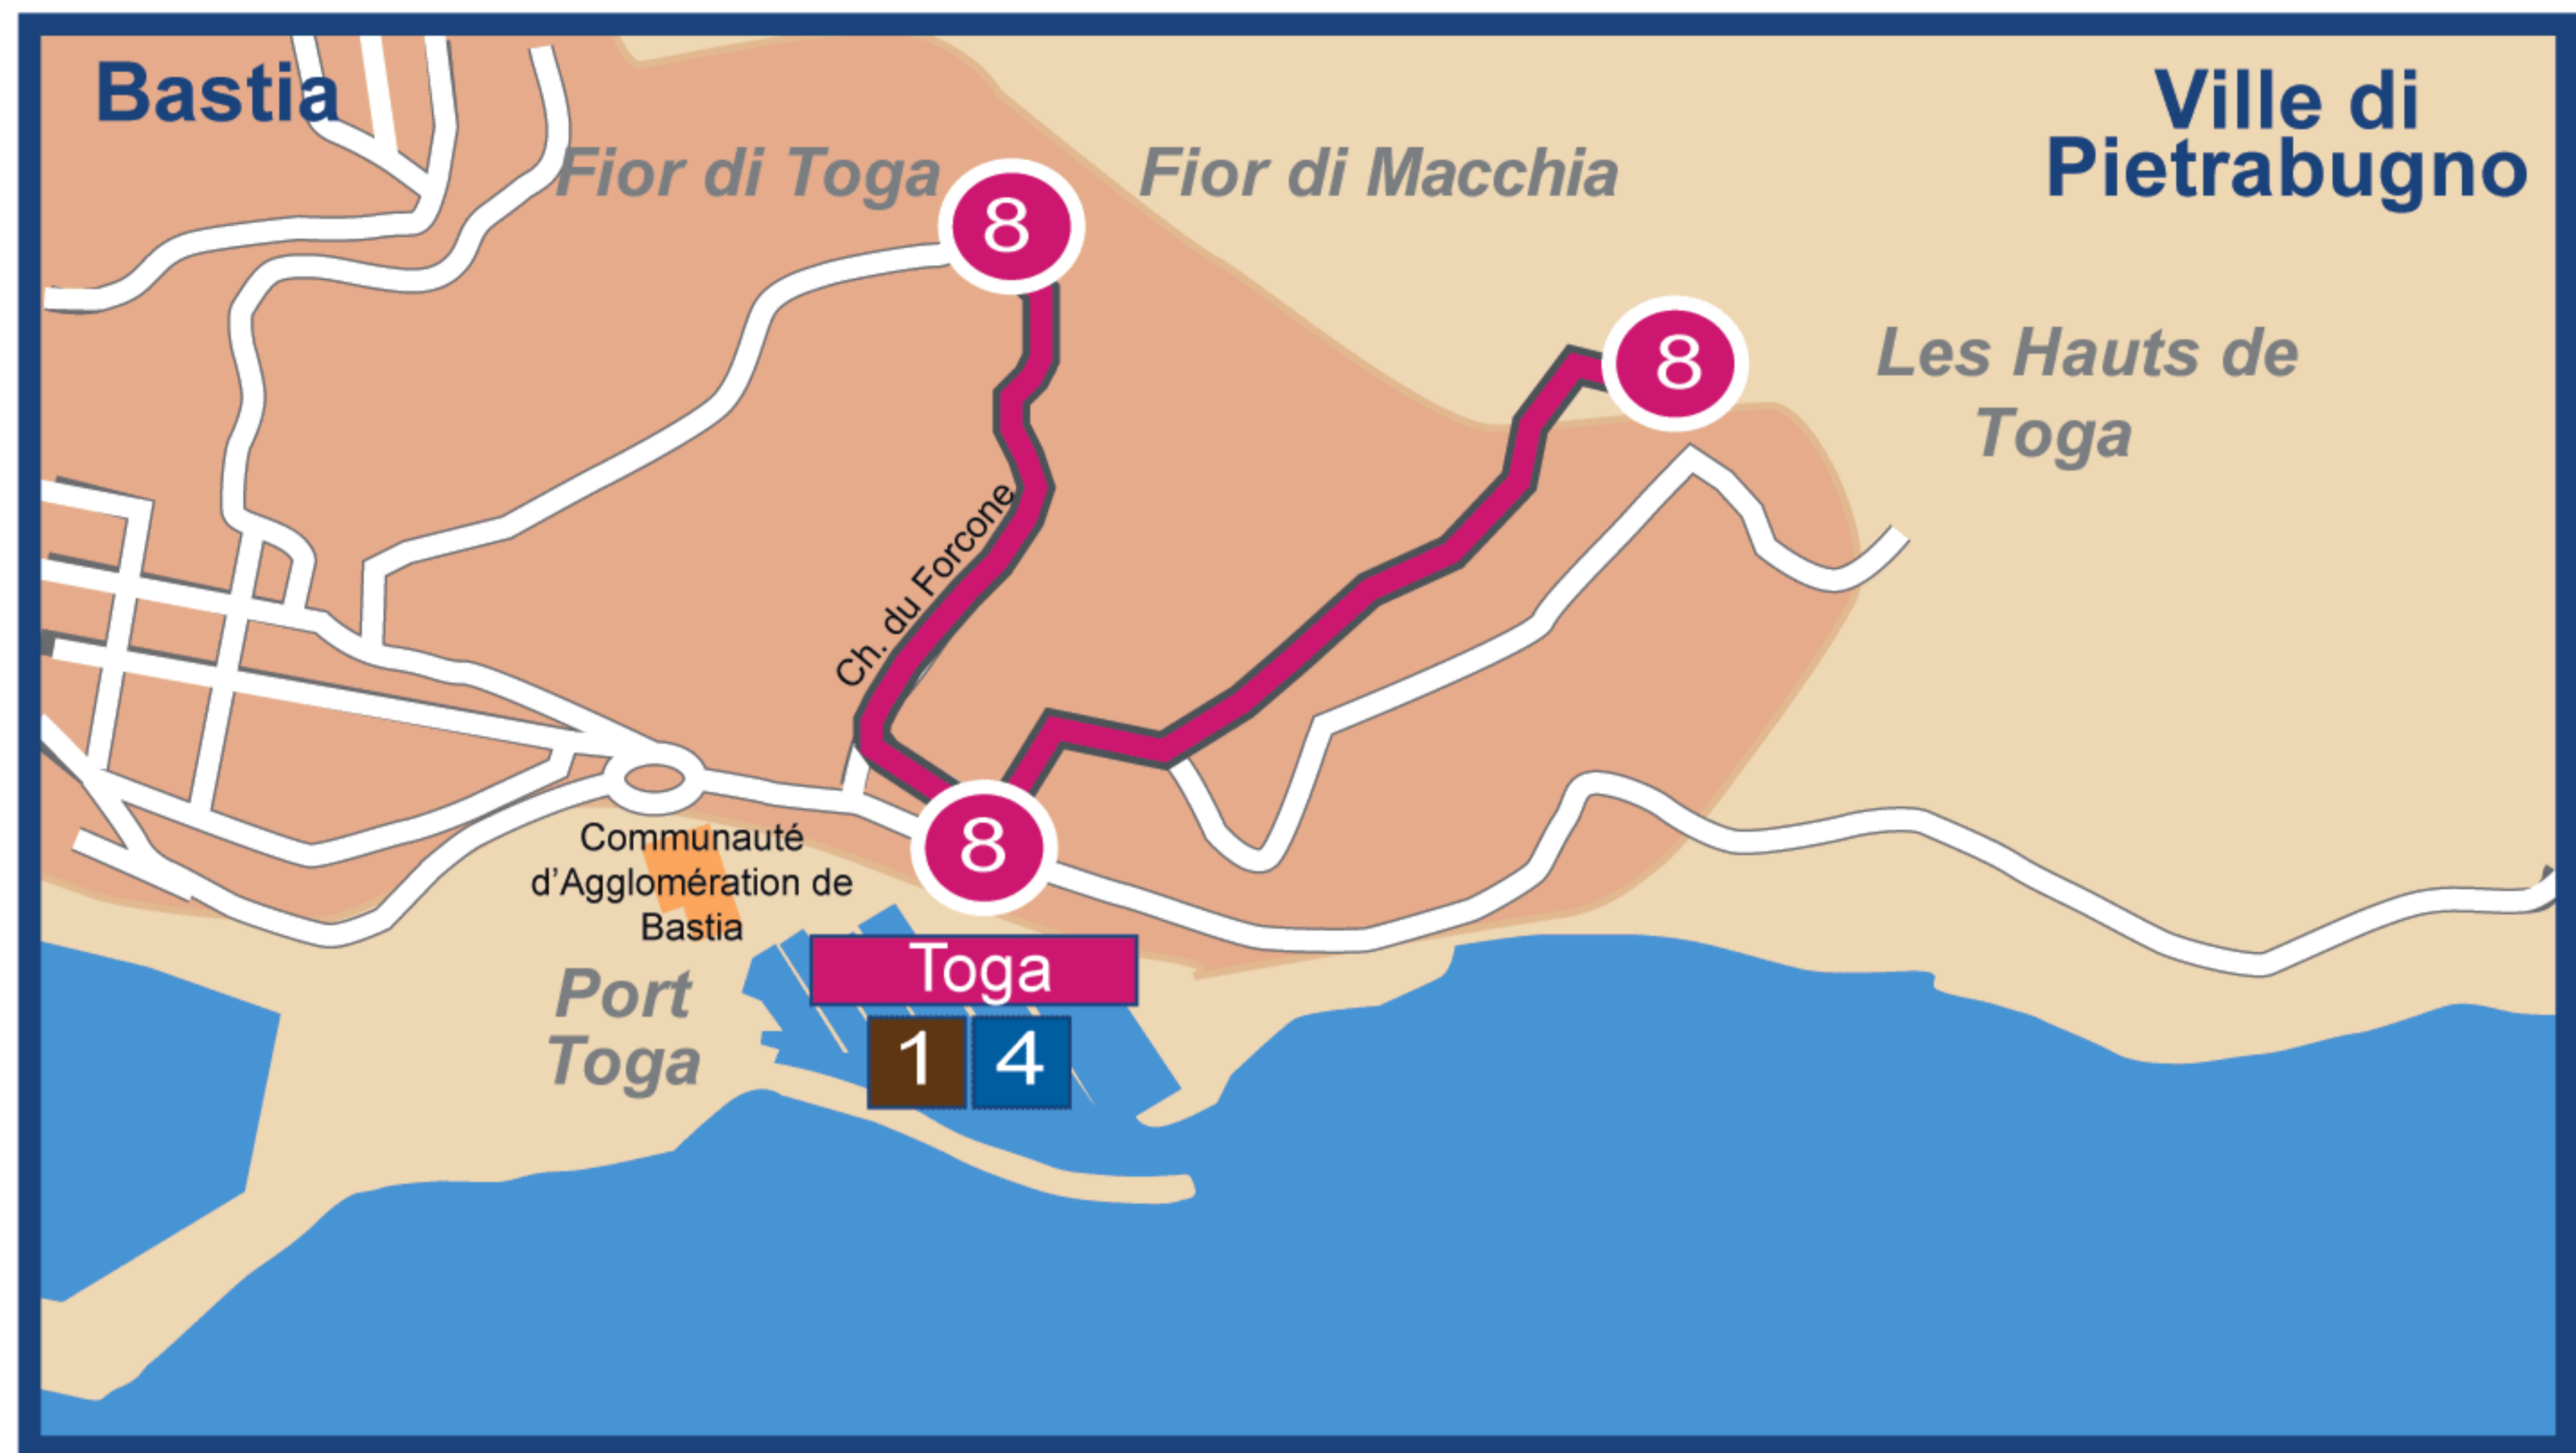 Bastia
Ville di
Pietrabugno
Fior di Toga
Fior di Macchia
8
8
Les Hauts de
Toga
Ch. du Forcone
8
Communauté
d'Agglomération de
Bastia
Toga
Port
Toga
1 4